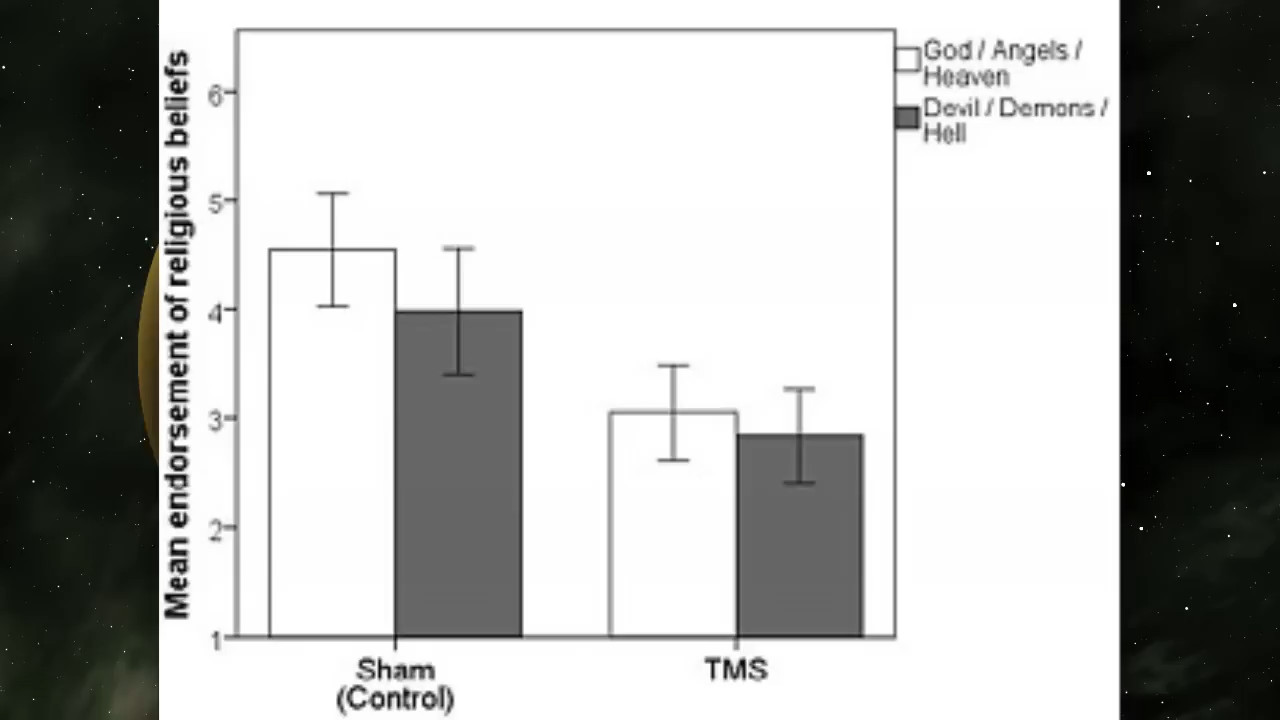 Mean endorsement of religious beliefs
6
5
4
3
2
1
God / Angels /
Heaven
Devil / Demons /
Hell
Sham
(Control)
TMS